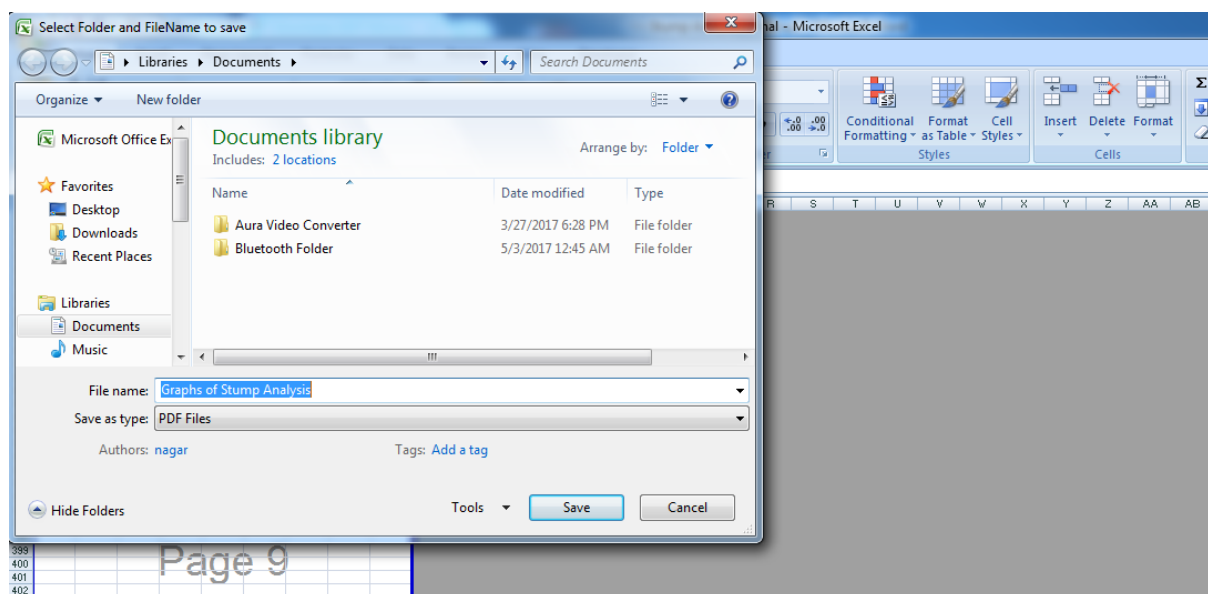 Select Folder and FileName to save
nal - Microsoft Excel
Libraries Documents
Search Documents
Organize New folder
Microsoft Office Ex
Favorites
Desktop
Downloads
Recent Places
Libraries
Documents
Music
Documents library
Includes: 2 locations
Arrange by: Folder
Name Date modified Type
Aura Video Converter 3/27/2017 6:28 PM File folder
Bluetooth Folder 5/3/2017 12:45 AM File folder
File name: Graphs of Stump Analysis
Save as type: PDF Files
Authors: nagar Tags: Add a tag
Hide Folders Tools Save Cancel
.0 .00
.00 .0
Conditional Formatting
Format as Table
Cell Styles
Styles
Insert Delete Format
Cells
Σ
R S T U V W X Y Z AA AB
399
400
401
402
Page 9